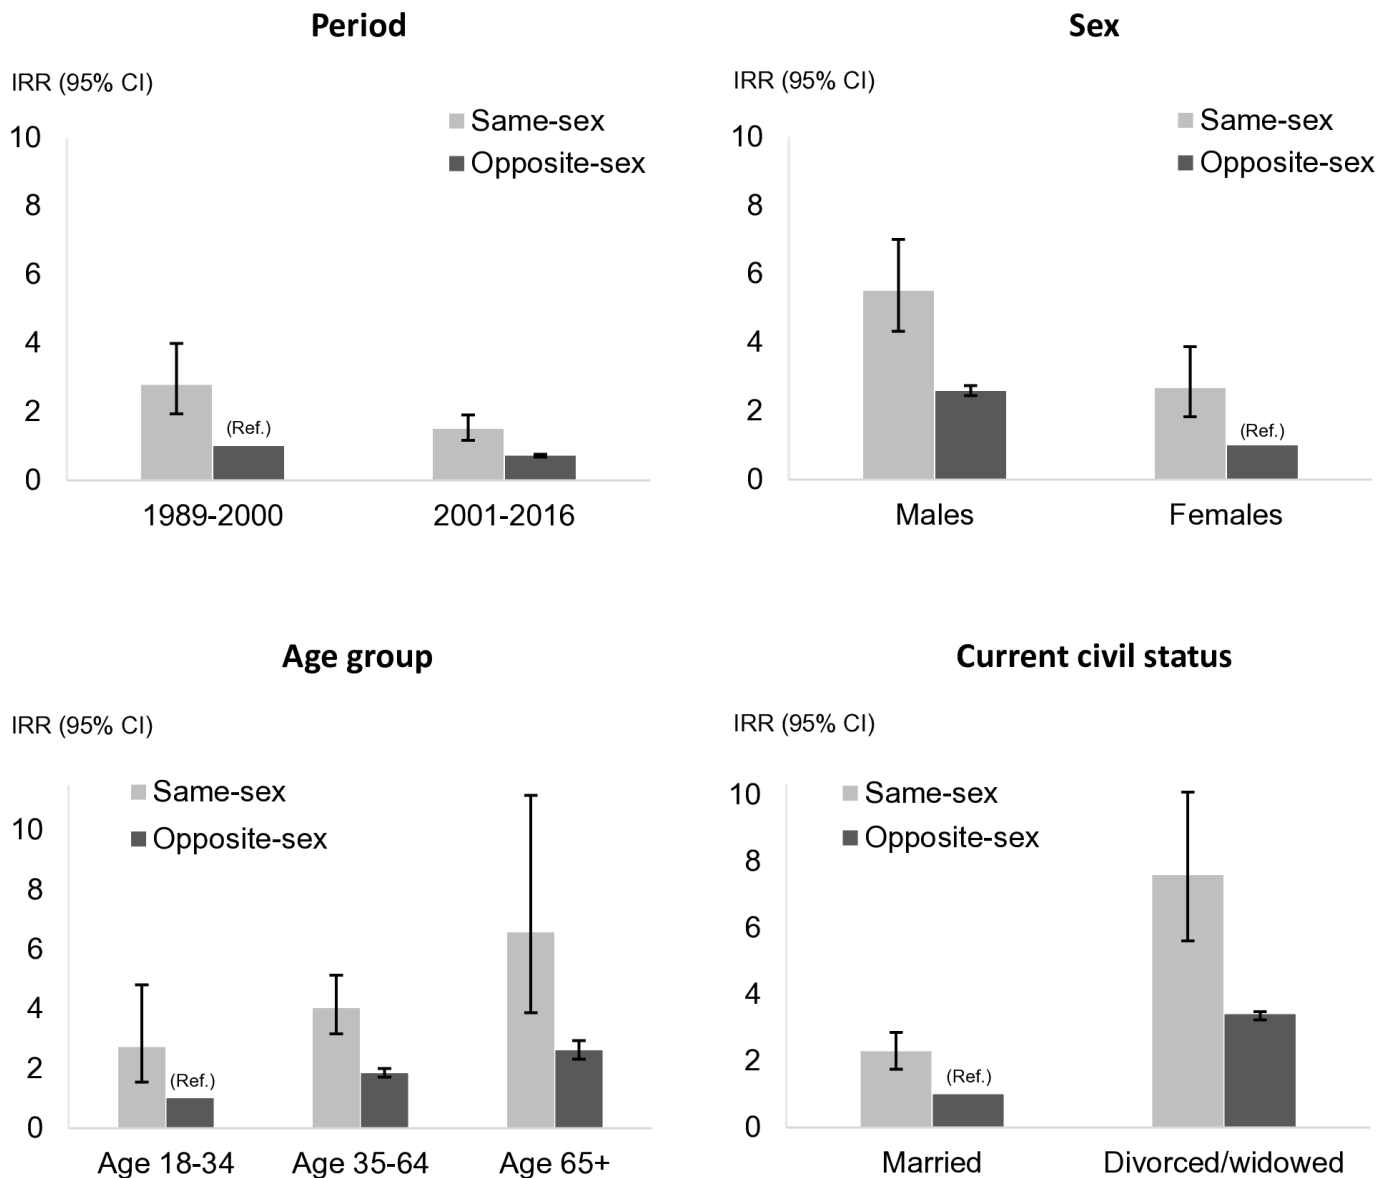 Period
IRR (95% CI)
Same-sex
Opposite-sex
10
8
6
4
2
0
(Ref.)
1989-2000
2001-2016
Sex
IRR (95% CI)
Same-sex
Opposite-sex
10
8
6
4
2
0
(Ref.)
Males
Females
Age group
IRR (95% CI)
Same-sex
Opposite-sex
10
8
6
4
2
0
(Ref.)
Age 18-34
Age 35-64
Age 65+
Current civil status
IRR (95% CI)
Same-sex
Opposite-sex
10
8
6
4
2
0
(Ref.)
Married
Divorced/widowed